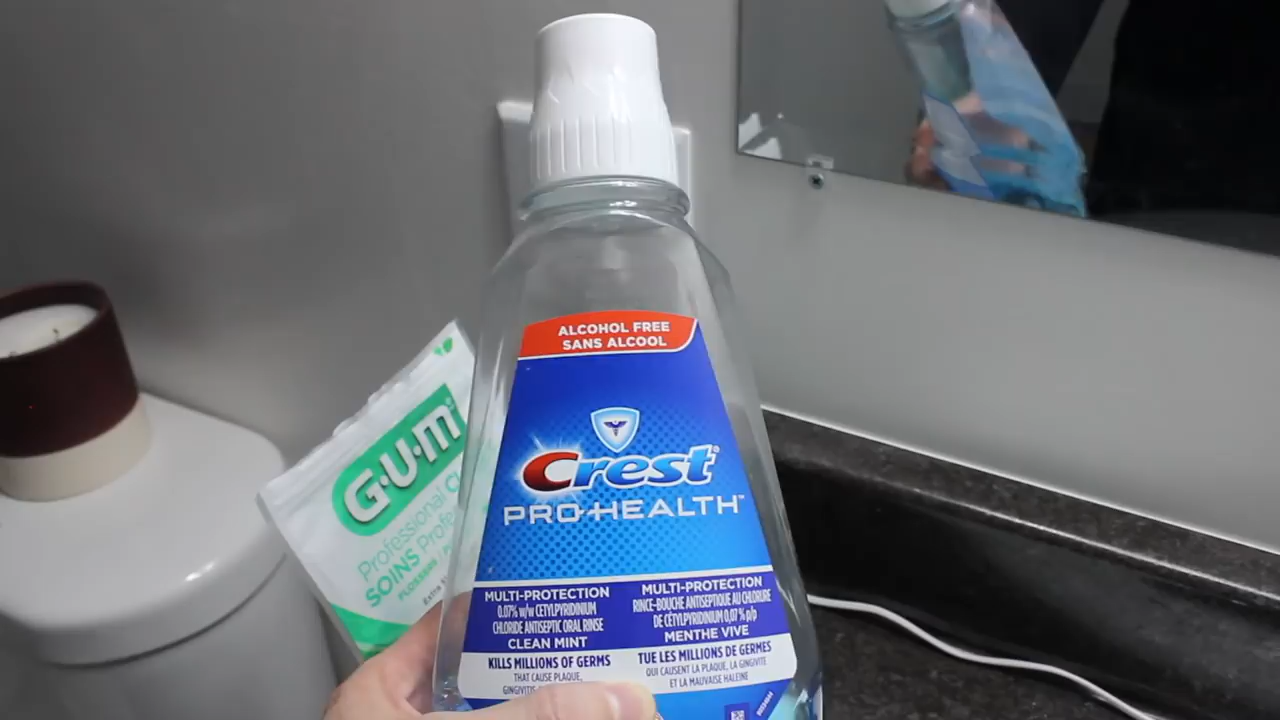 ALCOHOL FREE
SANS ALCOOL
Crest
PRO-HEALTH™
MULTI-PROTECTION
0.07% w/w CETYLPYRIDINIUM
CHLORIDE ANTISEPTIC ORAL RINSE
CLEAN MINT
KILLS MILLIONS OF GERMS
THAT CAUSE PLAQUE,
MULTI-PROTECTION
RINCE-BOUCHE ANTISEPTIQUE AU CHLORURE
DE CÉTYLPYRIDINIUM 0,07 % p/p
MENTHE VIVE
TUE LES MILLIONS DE GERMES
QUI CAUSENT LA PLAQUE, LA GINGIVITE
ET LA MAUVAISE HALEINE
G·U·M
Professional
SOINS